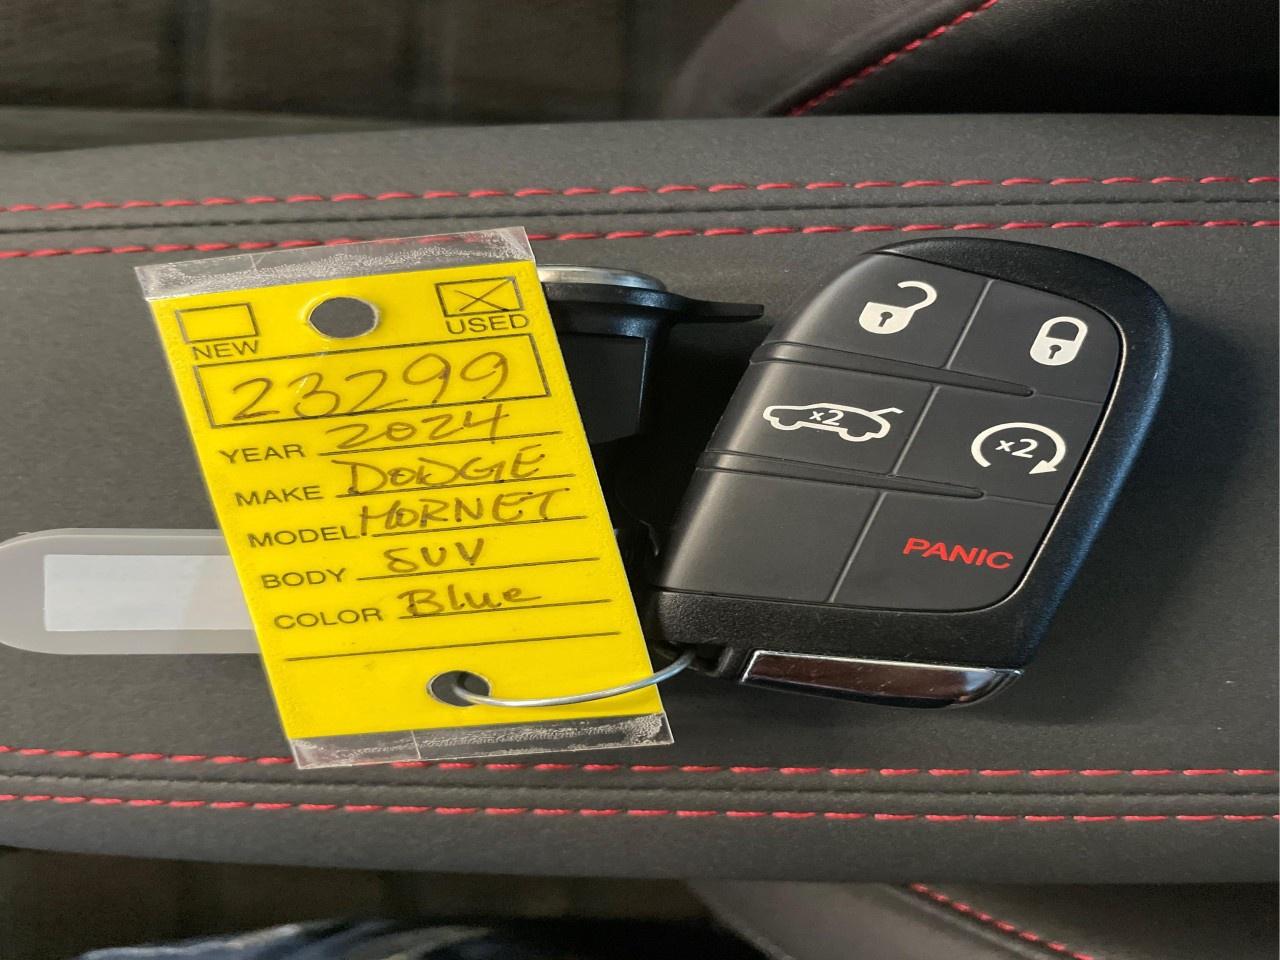 NEW USED
23299
YEAR 2024
MAKE DODGE
MODEL HORNET
BODY SUV
COLOR Blue
x2
x2
PANIC